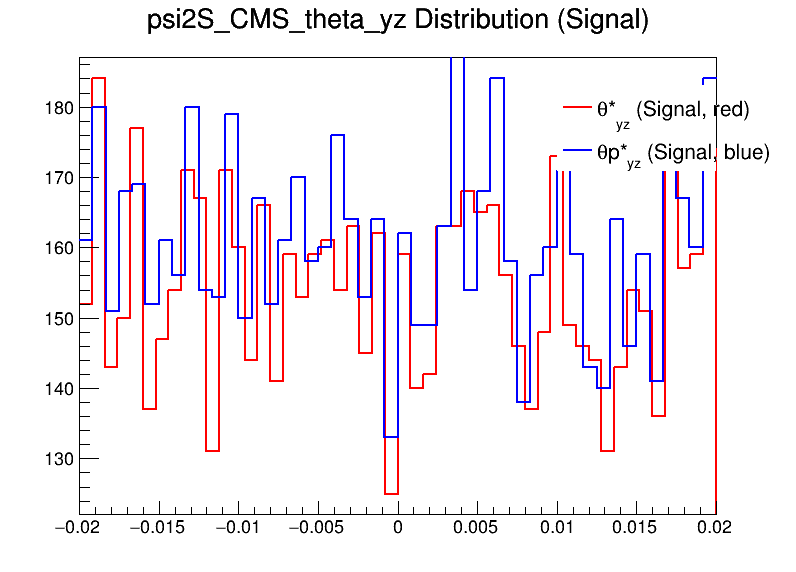 psi2S_CMS_theta_yz Distribution (Signal)
180
170
160
150
140
130
θ*yz (Signal, red)
θp*yz (Signal, blue)
−0.02 −0.015 −0.01 −0.005 0 0.005 0.01 0.015 0.02